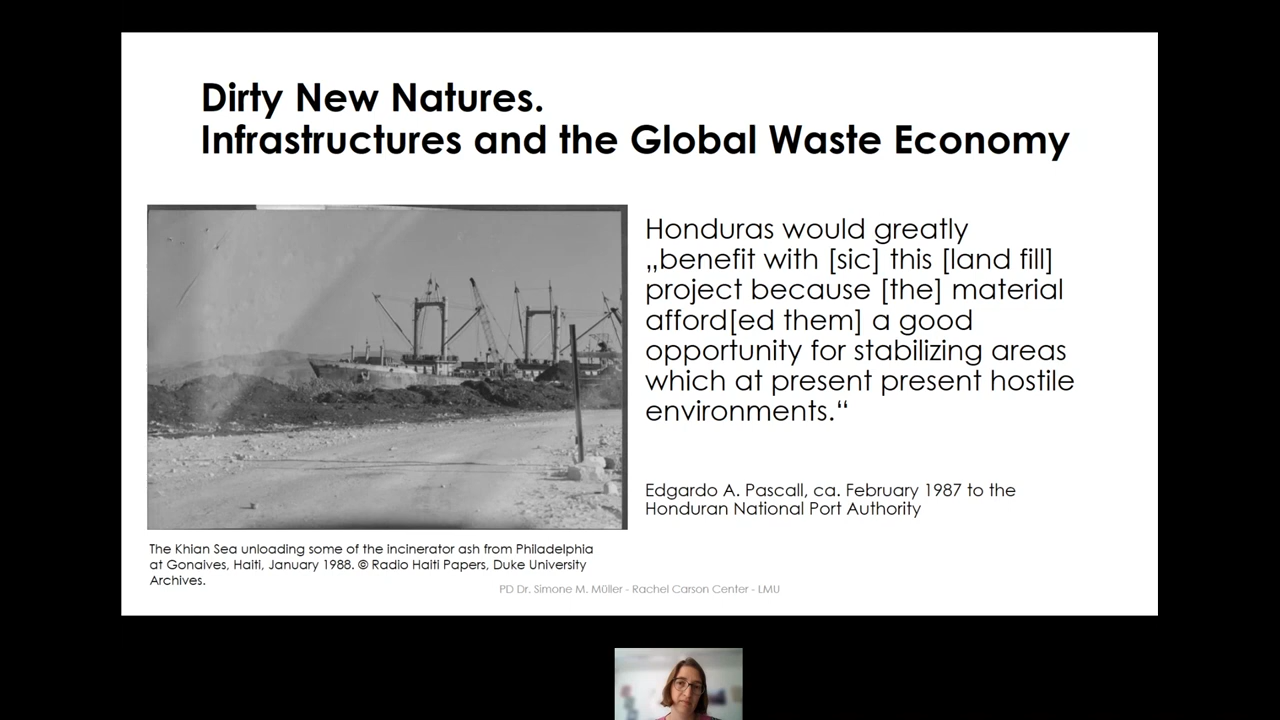 Dirty New Natures.
Infrastructures and the Global Waste Economy
Honduras would greatly
„benefit with [sic] this [land fill]
project because [the] material
afford[ed them] a good
opportunity for stabilizing areas
which at present present hostile
environments.“
Edgardo A. Pascall, ca. February 1987 to the
Honduran National Port Authority
The Khian Sea unloading some of the incinerator ash from Philadelphia
at Gonaives, Haiti, January 1988. © Radio Haiti Papers, Duke University
Archives.
PD Dr. Simone M. Müller - Rachel Carson Center - LMU